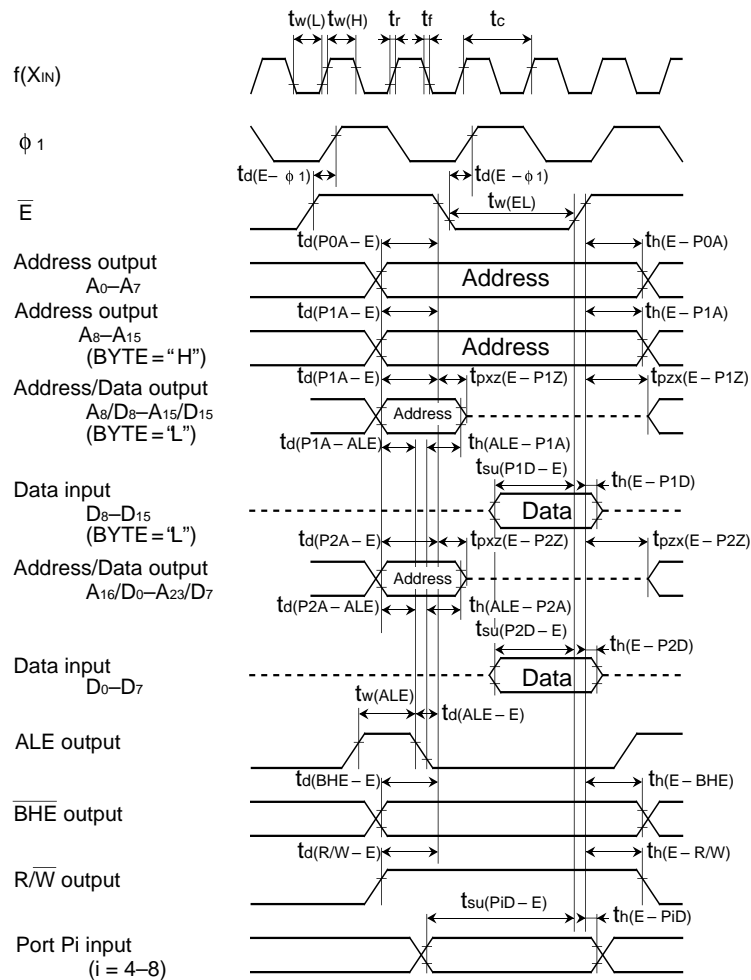 tw(L) tw(H) tr tf tc
f(XIN)
ϕ 1
td(E – ϕ 1) td(E – ϕ 1)
E tw(EL)
td(P0A – E) th(E – P0A)
Address output
A0–A7 Address
td(P1A – E) th(E – P1A)
Address output
A8–A15 Address
(BYTE = “H”)
td(P1A – E) tpxz(E – P1Z) tpzx(E – P1Z)
Address/Data output
A8/D8–A15/D15 Address
(BYTE = “L”)
td(P1A – ALE) th(ALE – P1A)
tsu(P1D – E) th(E – P1D)
Data input
D8–D15 Data
(BYTE = “L”)
td(P2A – E) tpxz(E – P2Z) tpzx(E – P2Z)
Address/Data output
A16/D0–A23/D7 Address
td(P2A – ALE) th(ALE – P2A)
tsu(P2D – E) th(E – P2D)
Data input
D0–D7 Data
tw(ALE) td(ALE – E)
ALE output
td(BHE – E) th(E – BHE)
BHE output
td(R/W – E) th(E – R/W)
R/W output
tsu(PiD – E) th(E – PiD)
Port Pi input
(i = 4–8)